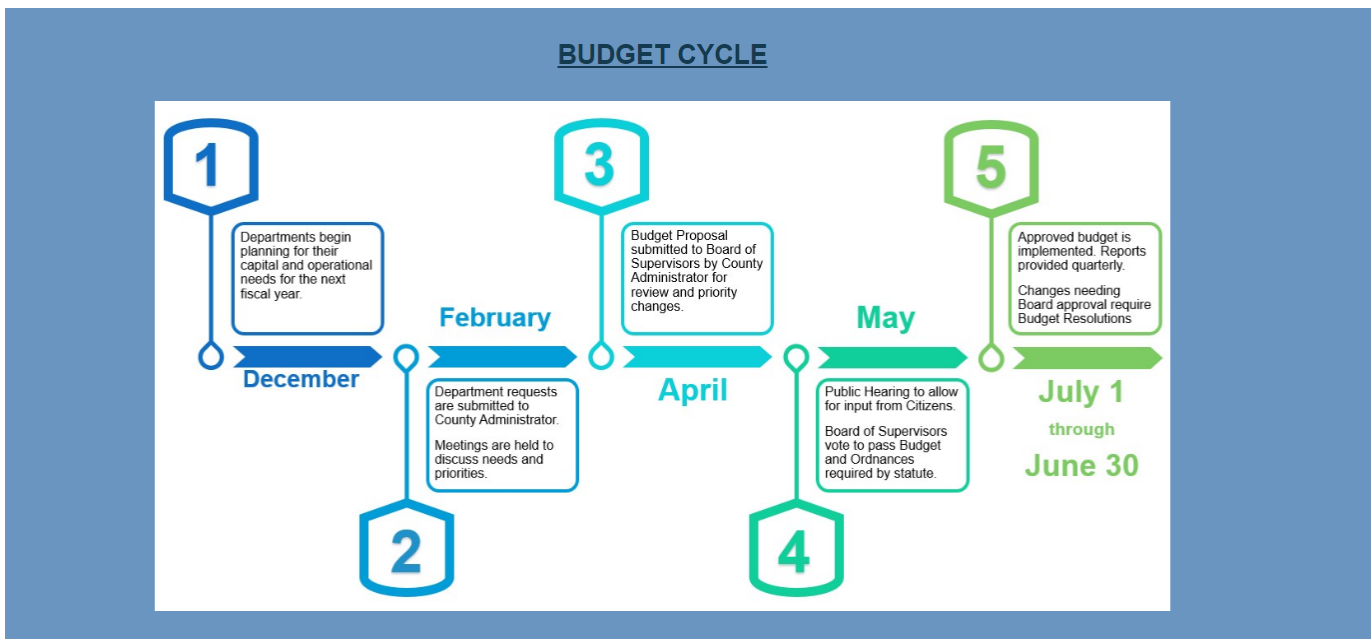 BUDGET CYCLE
1
Departments begin
planning for their
capital and operational
needs for the next
fiscal year.
December
2
February
Department requests
are submitted to
County Administrator.
Meetings are held to
discuss needs and
priorities.
3
Budget Proposal
submitted to Board of
Supervisors by County
Administrator for
review and priority
changes.
April
4
May
Public Hearing to allow
for input from Citizens.
Board of Supervisors
vote to pass Budget
and Ordnances
required by statute.
5
Approved budget is
implemented. Reports
provided quarterly.
Changes needing
Board approval require
Budget Resolutions
July 1
through
June 30